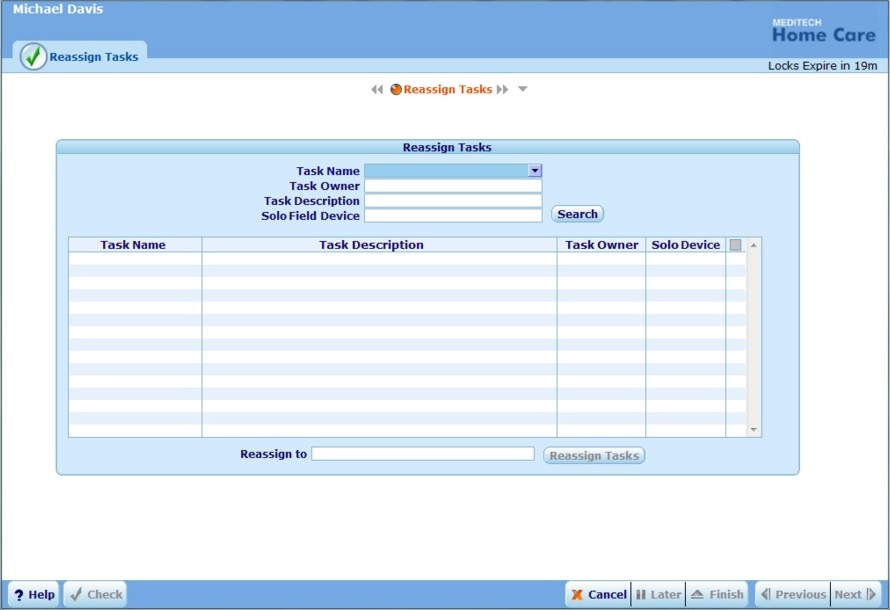 Michael Davis
MEDITECH
Home Care
Reassign Tasks
Locks Expire in 19m
Reassign Tasks
Reassign Tasks
Task Name
Task Owner
Task Description
Solo Field Device
Search
Task Name Task Description Task Owner Solo Device
Reassign to Reassign Tasks
? Help Check Cancel Later Finish Previous Next